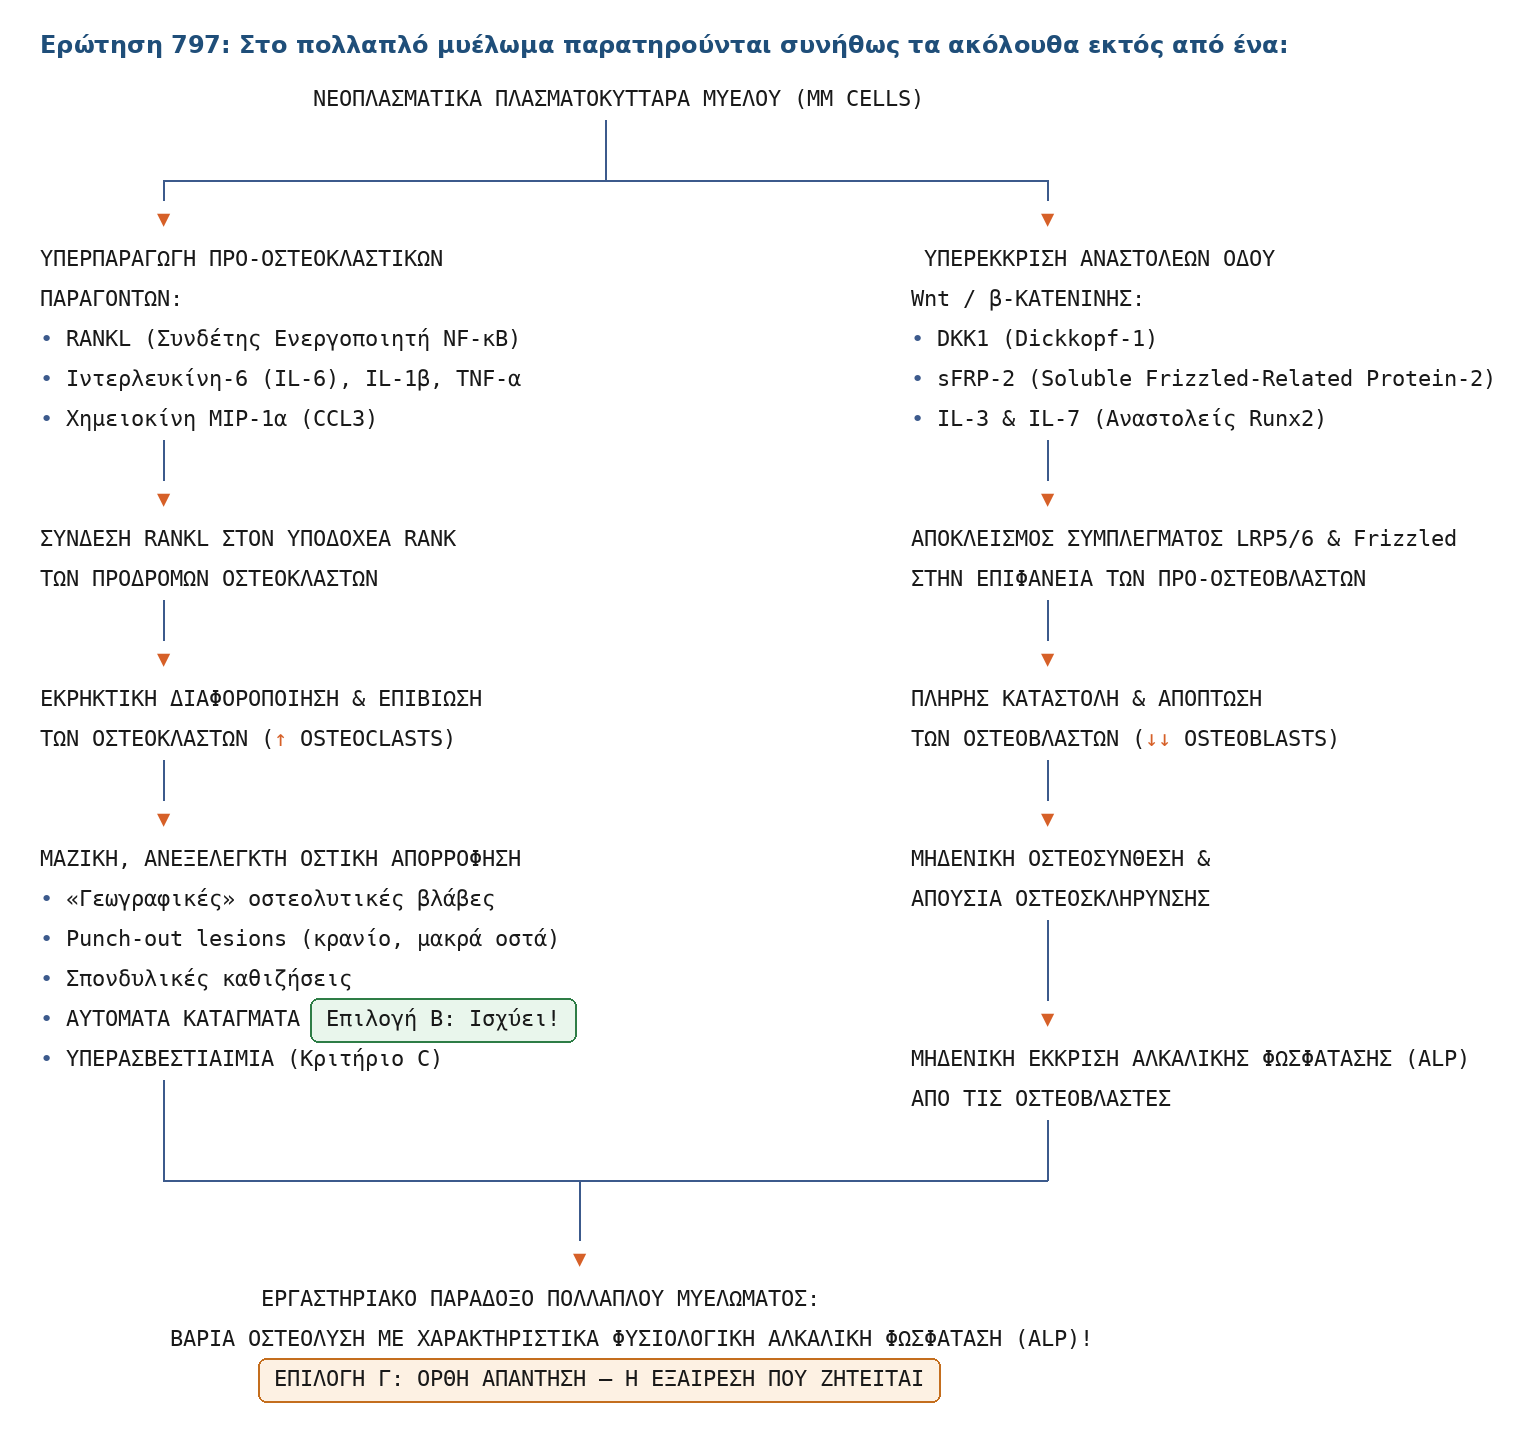 Ερώτηση 797: Στο πολλαπλό μυέλωμα παρατηρούνται συνήθως τα ακόλουθα εκτός από ένα:
ΝΕΟΠΛΑΣΜΑΤΙΚΑ ΠΛΑΣΜΑΤΟΚΥΤΤΑΡΑ ΜΥΕΛΟΥ (MM CELLS)
ΥΠΕΡΠΑΡΑΓΩΓΗ ΠΡΟ-ΟΣΤΕΟΚΛΑΣΤΙΚΩΝ
ΠΑΡΑΓΟΝΤΩΝ:
• RANKL (Συνδέτης Ενεργοποιητή NF-κB)
• Ιντερλευκίνη-6 (IL-6), IL-1β, TNF-α
• Χημειοκίνη MIP-1α (CCL3)
ΣΥΝΔΕΣΗ RANKL ΣΤΟΝ ΥΠΟΔΟΧΕΑ RANK
ΤΩΝ ΠΡΟΔΡΟΜΩΝ ΟΣΤΕΟΚΛΑΣΤΩΝ
ΕΚΡΗΚΤΙΚΗ ΔΙΑΦΟΡΟΠΟΙΗΣΗ & ΕΠΙΒΙΩΣΗ
ΤΩΝ ΟΣΤΕΟΚΛΑΣΤΩΝ (↑ OSTEOCLASTS)
ΜΑΖΙΚΗ, ΑΝΕΞΕΛΕΓΚΤΗ ΟΣΤΙΚΗ ΑΠΟΡΡΟΦΗΣΗ
• «Γεωγραφικές» οστεολυτικές βλάβες
• Punch-out lesions (κρανίο, μακρά οστά)
• Σπονδυλικές καθιζήσεις
• ΑΥΤΟΜΑΤΑ ΚΑΤΑΓΜΑΤΑ Επιλογή Β: Ισχύει!
• ΥΠΕΡΑΣΒΕΣΤΙΑΙΜΙΑ (Κριτήριο C)
ΥΠΕΡΕΚΚΡΙΣΗ ΑΝΑΣΤΟΛΕΩΝ ΟΔΟΥ
Wnt / β-ΚΑΤΕΝΙΝΗΣ:
• DKK1 (Dickkopf-1)
• sFRP-2 (Soluble Frizzled-Related Protein-2)
• IL-3 & IL-7 (Αναστολείς Runx2)
ΑΠΟΚΛΕΙΣΜΟΣ ΣΥΜΠΛΕΓΜΑΤΟΣ LRP5/6 & Frizzled
ΣΤΗΝ ΕΠΙΦΑΝΕΙΑ ΤΩΝ ΠΡΟ-ΟΣΤΕΟΒΛΑΣΤΩΝ
ΠΛΗΡΗΣ ΚΑΤΑΣΤΟΛΗ & ΑΠΟΠΤΩΣΗ
ΤΩΝ ΟΣΤΕΟΒΛΑΣΤΩΝ (↓↓ OSTEOBLASTS)
ΜΗΔΕΝΙΚΗ ΟΣΤΕΟΣΥΝΘΕΣΗ &
ΑΠΟΥΣΙΑ ΟΣΤΕΟΣΚΛΗΡΥΝΣΗΣ
ΜΗΔΕΝΙΚΗ ΕΚΚΡΙΣΗ ΑΛΚΑΛΙΚΗΣ ΦΩΣΦΑΤΑΣΗΣ (ALP)
ΑΠΟ ΤΙΣ ΟΣΤΕΟΒΛΑΣΤΕΣ
ΕΡΓΑΣΤΗΡΙΑΚΟ ΠΑΡΑΔΟΞΟ ΠΟΛΛΑΠΛΟΥ ΜΥΕΛΩΜΑΤΟΣ:
ΒΑΡΙΑ ΟΣΤΕΟΛΥΣΗ ΜΕ ΧΑΡΑΚΤΗΡΙΣΤΙΚΑ ΦΥΣΙΟΛΟΓΙΚΗ ΑΛΚΑΛΙΚΗ ΦΩΣΦΑΤΑΣΗ (ALP)!
ΕΠΙΛΟΓΗ Γ: ΟΡΘΗ ΑΠΑΝΤΗΣΗ — Η ΕΞΑΙΡΕΣΗ ΠΟΥ ΖΗΤΕΙΤΑΙ